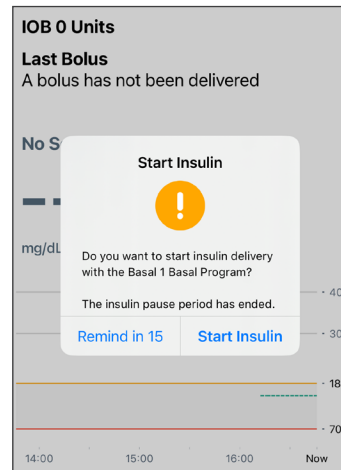 IOB 0 Units
Last Bolus
A bolus has not been delivered
No S
Start Insulin
!
mg/dL
Do you want to start insulin delivery
with the Basal 1 Basal Program?
The insulin pause period has ended.
40
Remind in 15 Start Insulin
30
18
70
14:00 15:00 16:00 Now